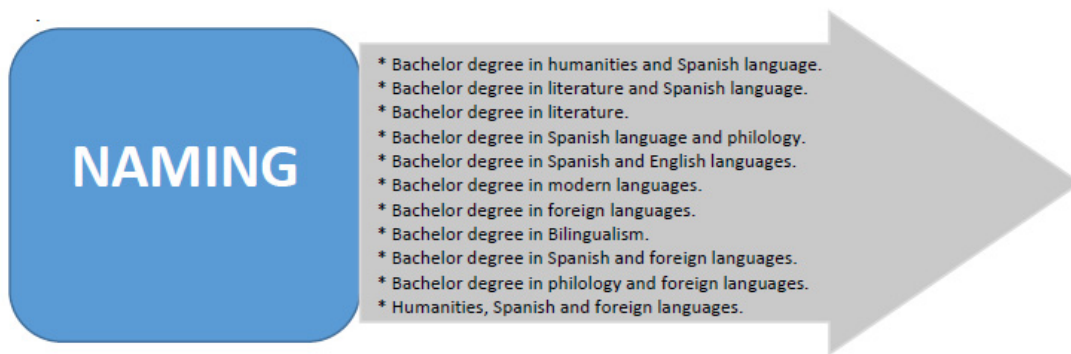 NAMING
* Bachelor degree in humanities and Spanish language.
* Bachelor degree in literature and Spanish language.
* Bachelor degree in literature.
* Bachelor degree in Spanish language and philology.
* Bachelor degree in Spanish and English languages.
* Bachelor degree in modern languages.
* Bachelor degree in foreign languages.
* Bachelor degree in Bilingualism.
* Bachelor degree in Spanish and foreign languages.
* Bachelor degree in philology and foreign languages.
* Humanities, Spanish and foreign languages.